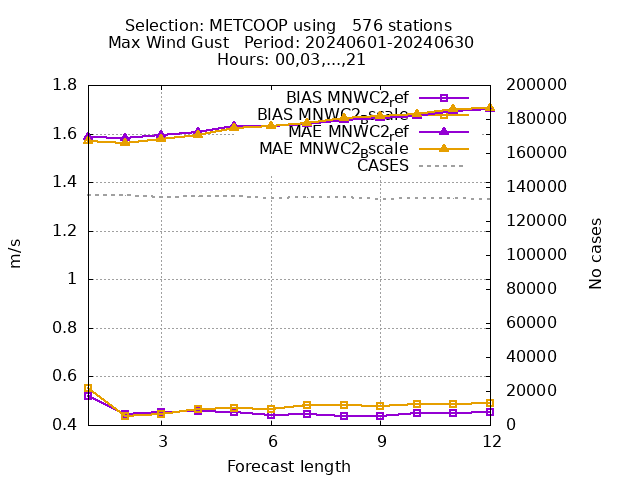 Selection: METCOOP using   576 stations
Max Wind Gust   Period: 20240601-20240630
Hours: 00,03,...,21
BIAS MNWC2_ref
BIAS MNWC2_Bscale
MAE MNWC2_ref
MAE MNWC2_Bscale
CASES
1.8
1.6
1.4
1.2
1
0.8
0.6
0.4
m/s
200000
180000
160000
140000
120000
100000
80000
60000
40000
20000
0
No cases
3 6 9 12
Forecast length